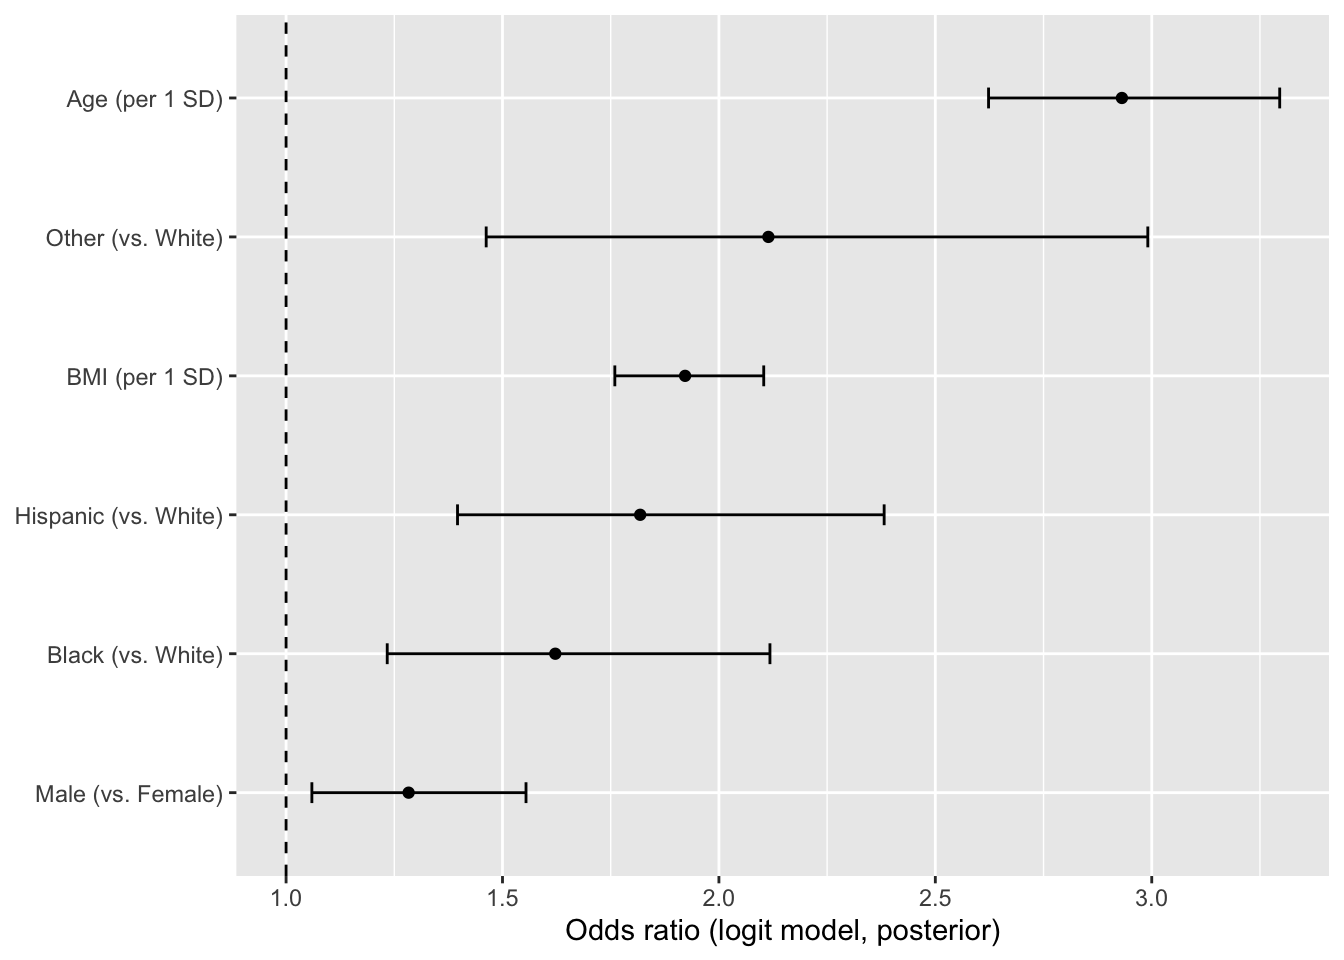 Age (per 1 SD)
Other (vs. White)
BMI (per 1 SD)
Hispanic (vs. White)
Black (vs. White)
Male (vs. Female)
1.0 1.5 2.0 2.5 3.0
Odds ratio (logit model, posterior)